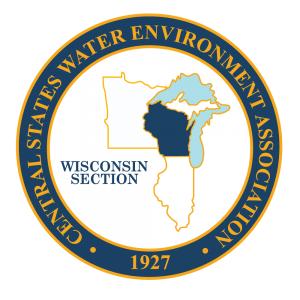 • CENTRAL STATES WATER ENVIRONMENT ASSOCIATION •
WISCONSIN
SECTION
1927